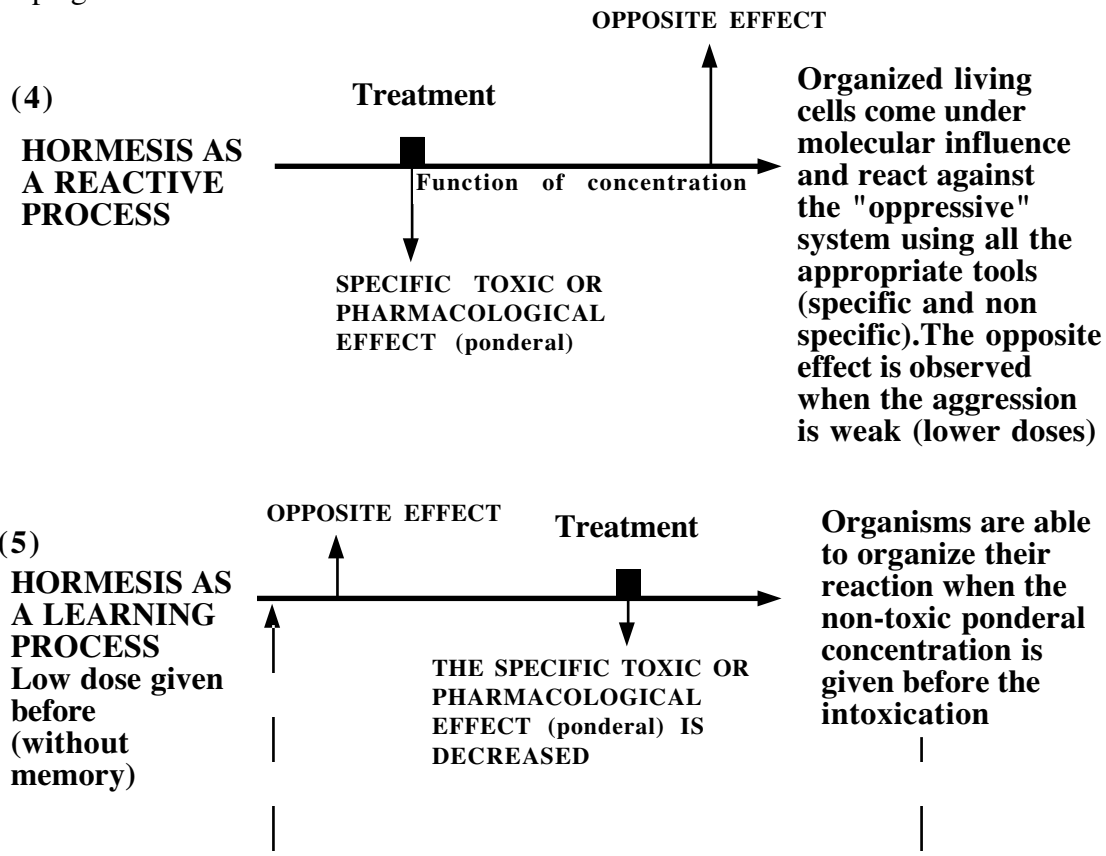 OPPOSITE EFFECT
(4)
Treatment
HORMESIS AS
A REACTIVE
PROCESS
Function of concentration
SPECIFIC TOXIC OR
PHARMACOLOGICAL
EFFECT (ponderal)
Organized living
cells come under
molecular influence
and react against
the "oppressive"
system using all the
appropriate tools
(specific and non
specific).The opposite
effect is observed
when the aggression
is weak (lower doses)
(5)
OPPOSITE EFFECT
Treatment
HORMESIS AS
A LEARNING
PROCESS
Low dose given
before
(without
memory)
THE SPECIFIC TOXIC OR
PHARMACOLOGICAL
EFFECT (ponderal) IS
DECREASED
Organisms are able
to organize their
reaction when the
non-toxic ponderal
concentration is
given before the
intoxication